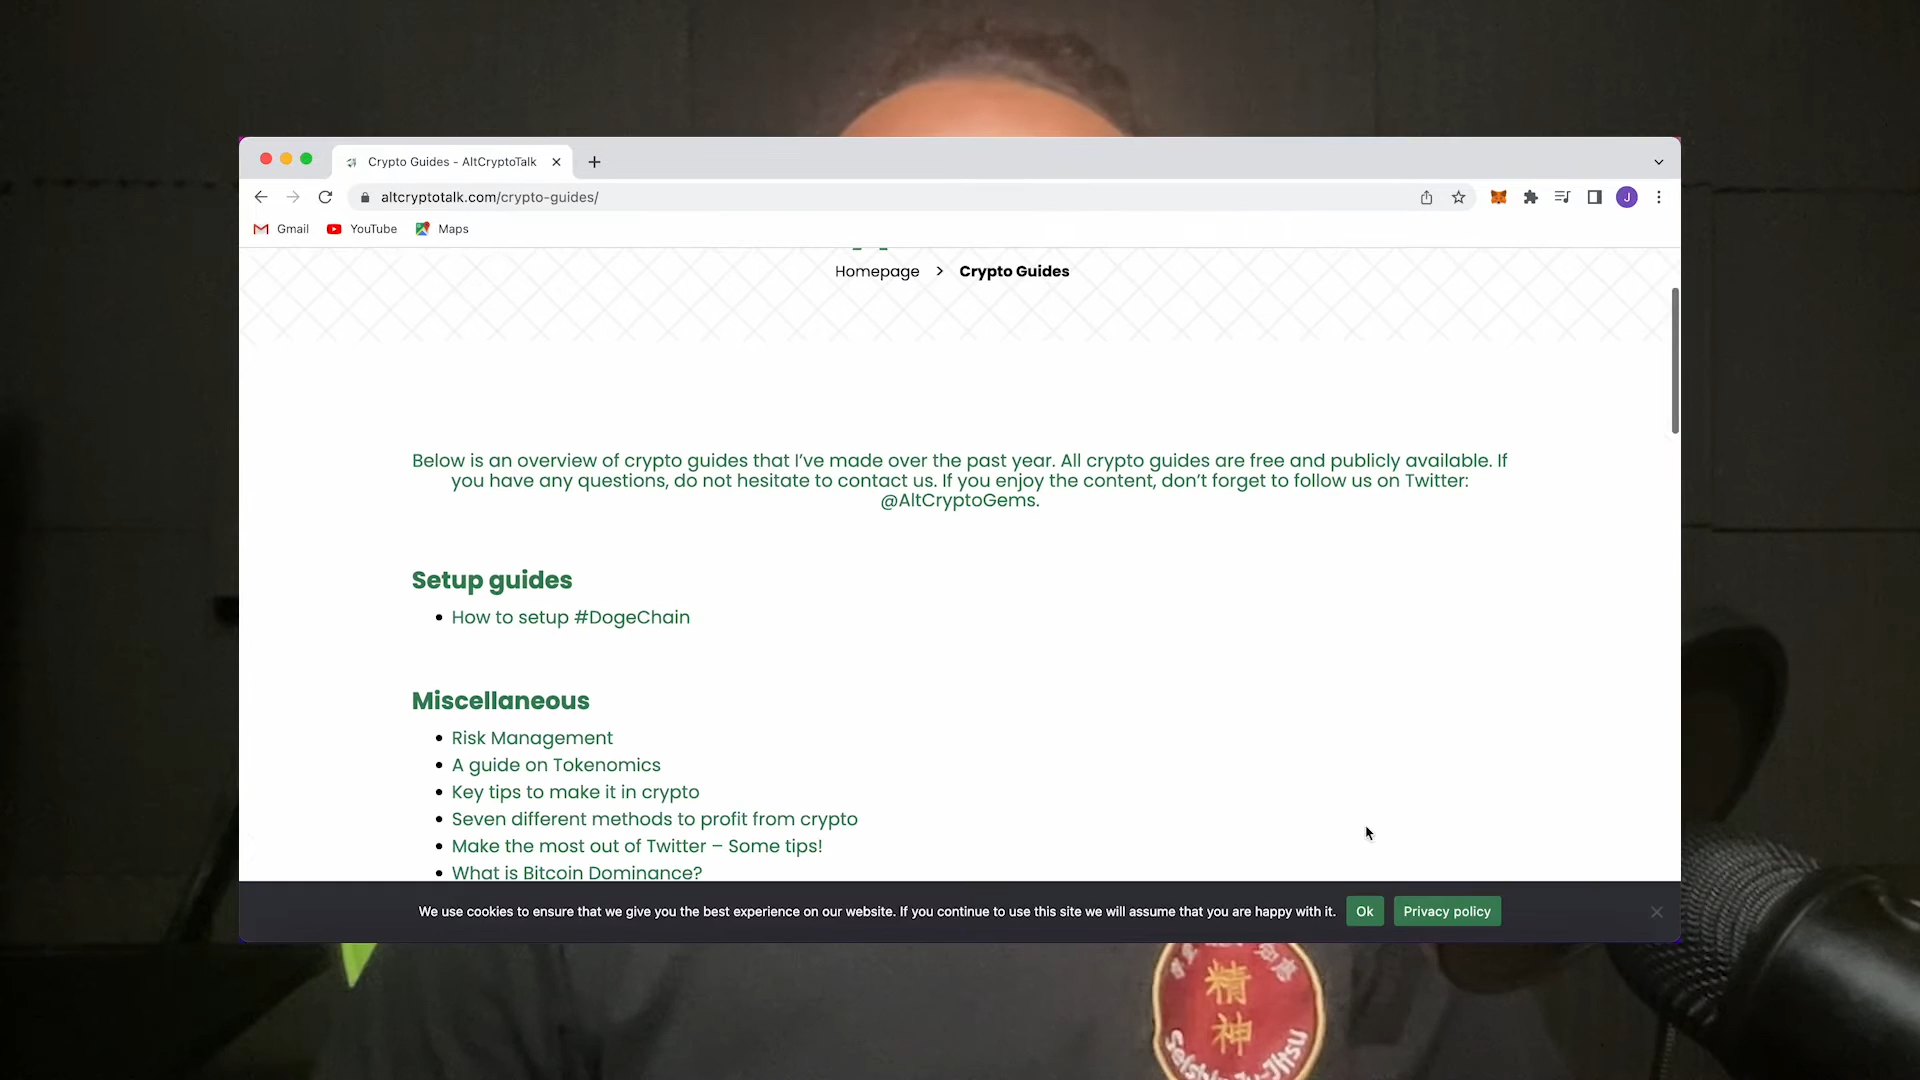 Crypto Guides - AltCryptoTalk
altcryptotalk.com/crypto-guides/
J
Gmail YouTube Maps
Homepage > Crypto Guides
Below is an overview of crypto guides that I've made over the past year. All crypto guides are free and publicly available. If
you have any questions, do not hesitate to contact us. If you enjoy the content, don't forget to follow us on Twitter:
@AltCryptoGems.
Setup guides
How to setup #DogeChain
Miscellaneous
Risk Management
A guide on Tokenomics
Key tips to make it in crypto
Seven different methods to profit from crypto
Make the most out of Twitter – Some tips!
What is Bitcoin Dominance?
We use cookies to ensure that we give you the best experience on our website. If you continue to use this site we will assume that you are happy with it. Ok Privacy policy
精
神